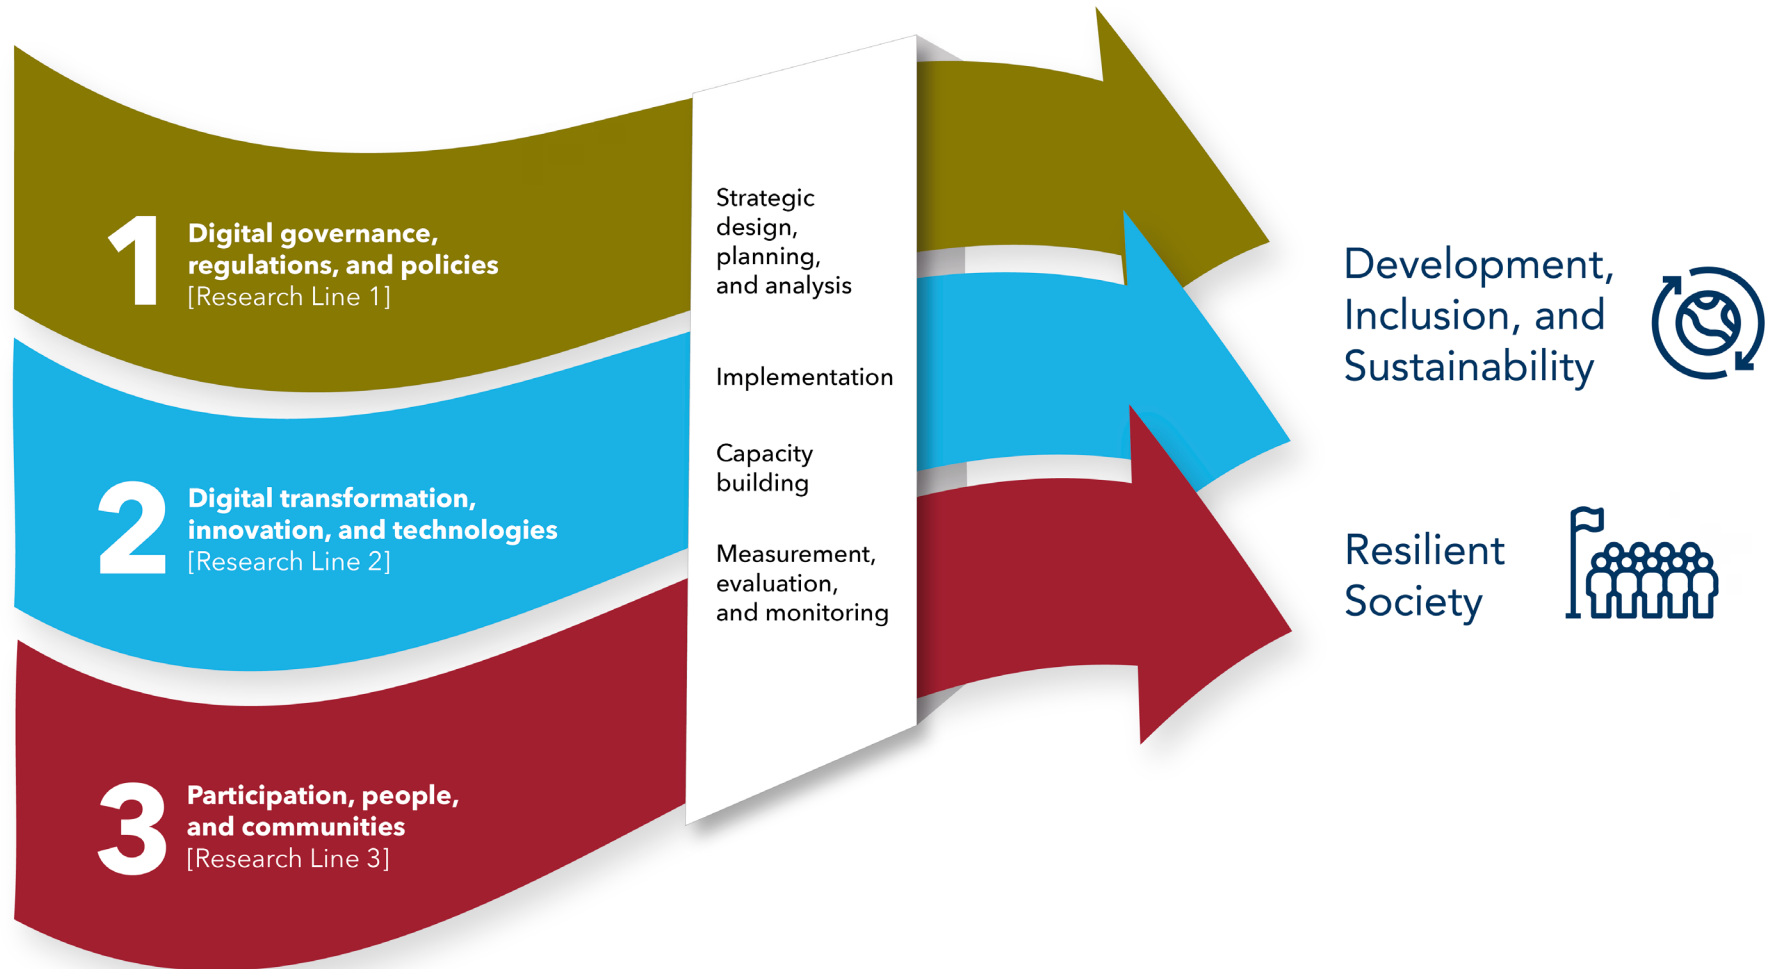 1
Digital governance,
regulations, and policies
[Research Line 1]
2
Digital transformation,
innovation, and technologies
[Research Line 2]
3
Participation, people,
and communities
[Research Line 3]
Strategic
design,
planning,
and analysis
Implementation
Capacity
building
Measurement,
evaluation,
and monitoring
Development,
Inclusion, and
Sustainability
Resilient
Society